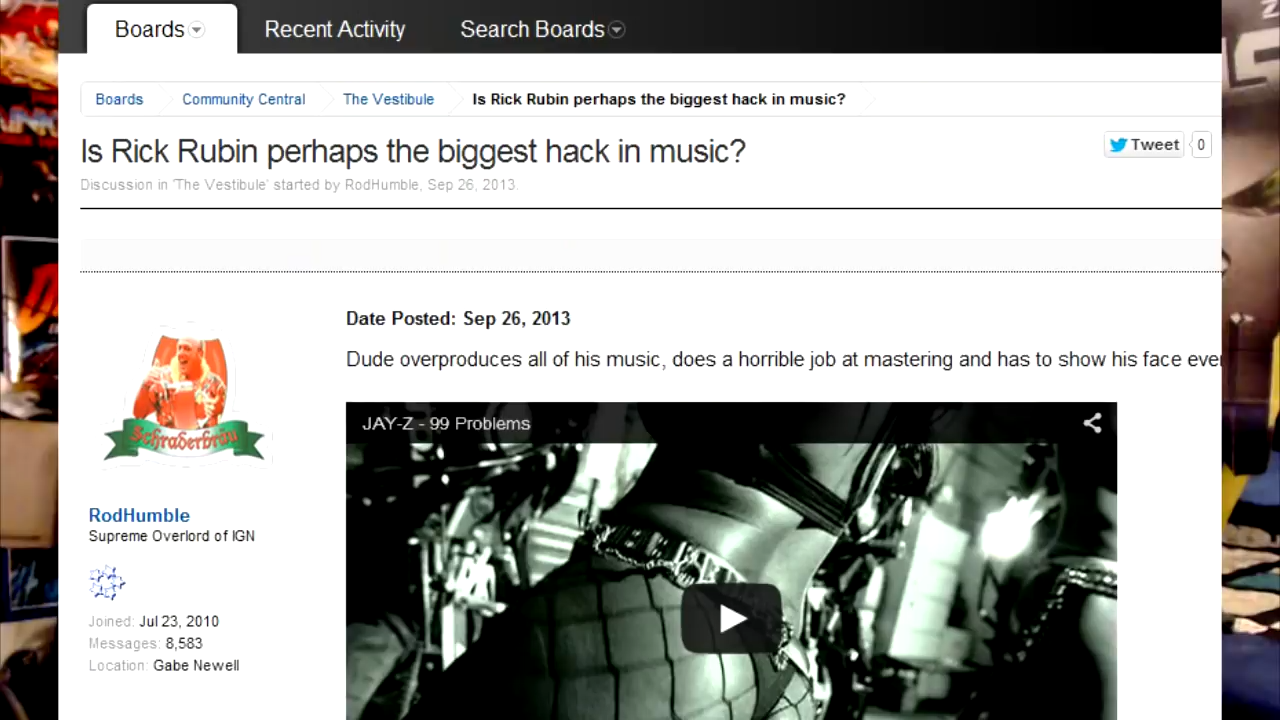 Boards Recent Activity Search Boards
Boards Community Central The Vestibule Is Rick Rubin perhaps the biggest hack in music?
Is Rick Rubin perhaps the biggest hack in music?
Tweet 0
Discussion in 'The Vestibule' started by RodHumble, Sep 26, 2013.
Date Posted: Sep 26, 2013
Dude overproduces all of his music, does a horrible job at mastering and has to show his face ever
JAY-Z - 99 Problems
Schraderbräu
RodHumble
Supreme Overlord of IGN
Joined: Jul 23, 2010
Messages: 8,583
Location: Gabe Newell